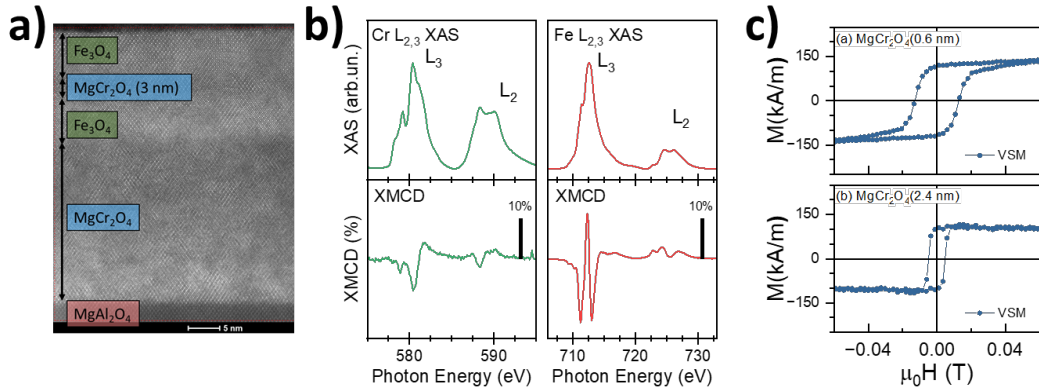 a)
Fe₃O₄
MgCr₂O₄ (3 nm)
Fe₃O₄
MgCr₂O₄
MgAl₂O₄
5 nm
b)
Cr L₂,₃ XAS
L₃
L₂
Fe L₂,₃ XAS
L₃
L₂
XAS (arb.un.)
XMCD
10%
XMCD
10%
XMCD (%)
580 590
710 720 730
Photon Energy (eV)
Photon Energy (eV)
c)
(a) MgCr₂O₄(0.6 nm)
150
0
-150
M(kA/m)
VSM
(b) MgCr₂O₄(2.4 nm)
150
0
-150
M(kA/m)
VSM
−0.04 0.00 0.04
μ₀H (T)